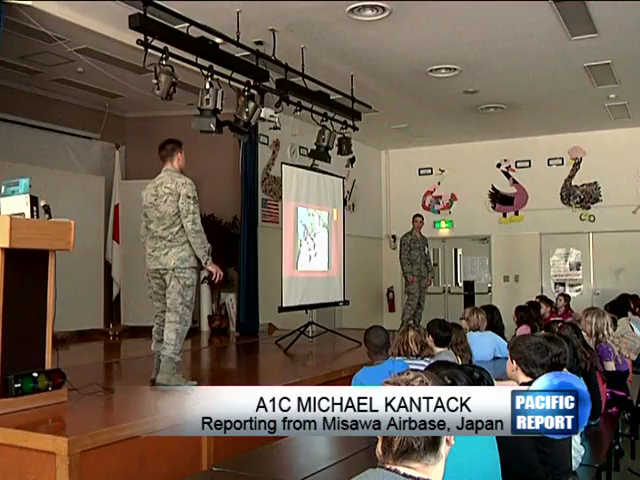 A1C MICHAEL KANTACK
Reporting from Misawa Airbase, Japan
PACIFIC
REPORT